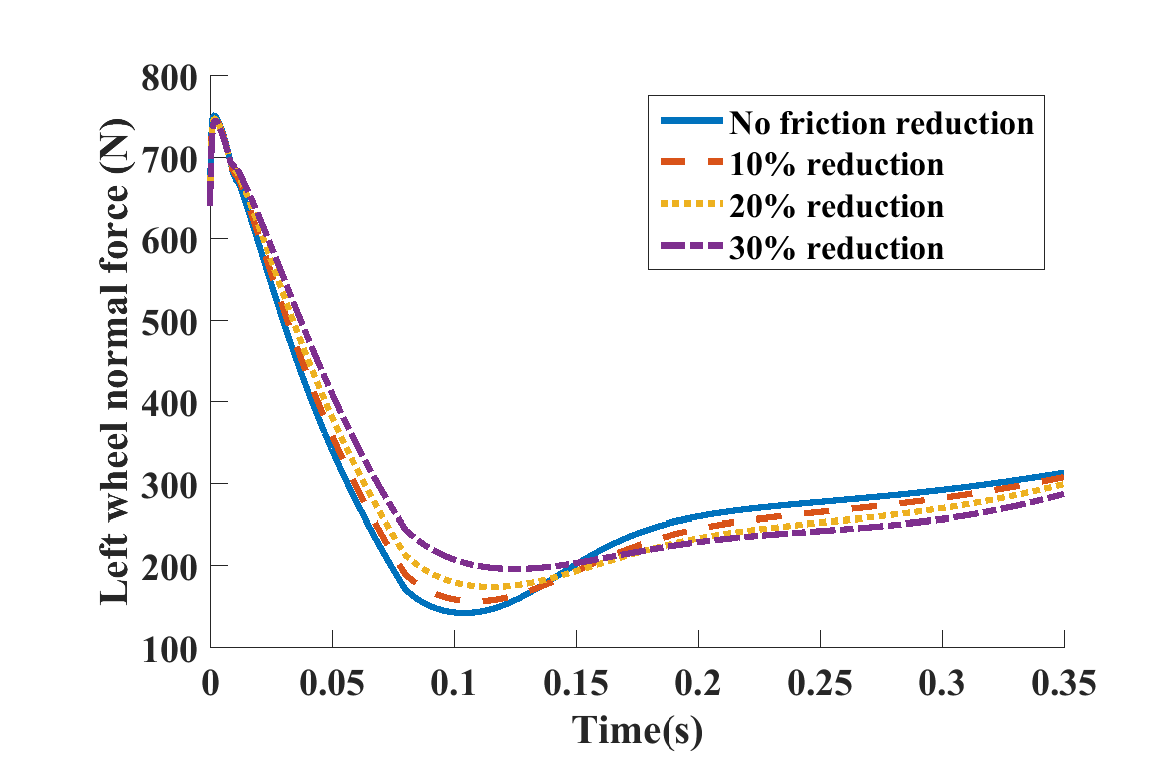 800
700
600
500
400
300
200
100
0
0.05
0.1
0.15
0.2
0.25
0.3
0.35
Time(s)
Left wheel normal force (N)
No friction reduction
10% reduction
20% reduction
30% reduction